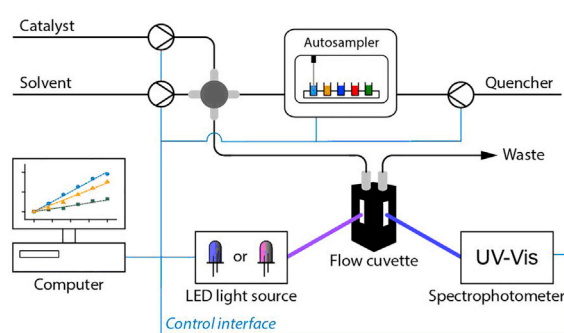 Catalyst
Autosampler
Solvent
Quencher
Waste
or
UV-Vis
Flow cuvette
Computer
LED light source
Spectrophotometer
Control interface